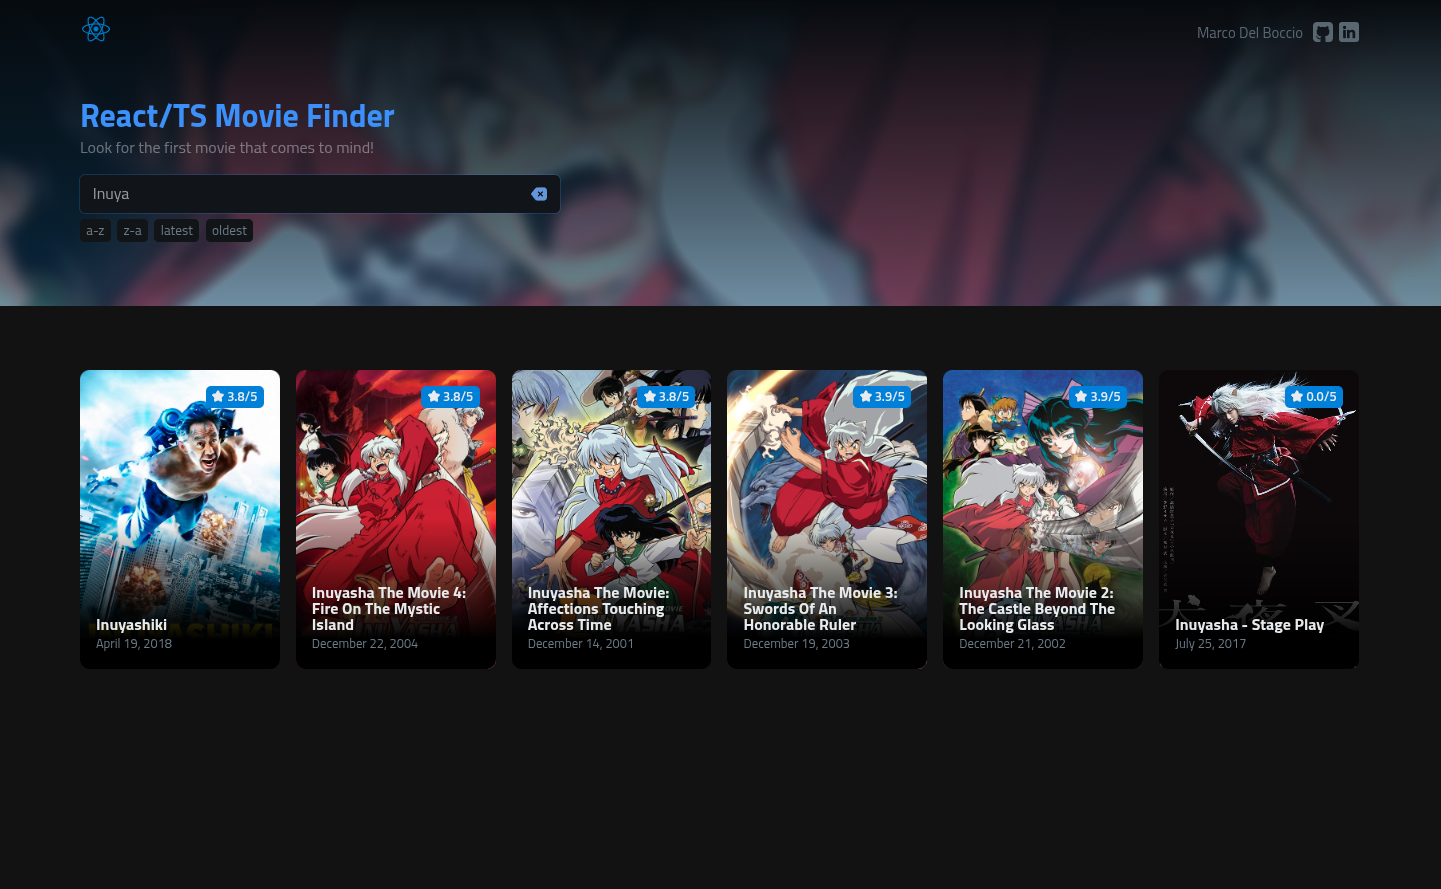 Marco Del Boccio
React/TS Movie Finder
Look for the first movie that comes to mind!
Inuya
a-z z-a latest oldest
3.8/5
Inuyashiki
April 19, 2018
3.8/5
Inuyasha The Movie 4:
Fire On The Mystic
Island
December 22, 2004
3.8/5
Inuyasha The Movie:
Affections Touching
Across Time
December 14, 2001
3.9/5
Inuyasha The Movie 3:
Swords Of An
Honorable Ruler
December 19, 2003
3.9/5
Inuyasha The Movie 2:
The Castle Beyond The
Looking Glass
December 21, 2002
0.0/5
犬夜叉
Inuyasha - Stage Play
July 25, 2017